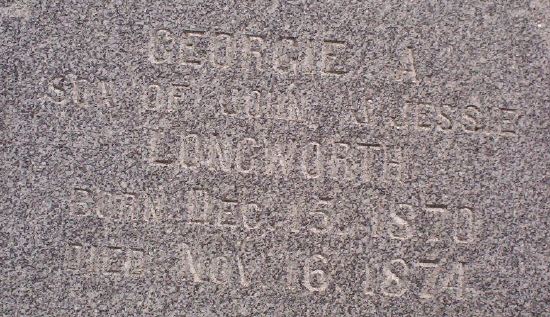 GEORGIE A.
SON OF JOHN & JESSIE
LONGWORTH
BORN DEC. 15, 1870
DIED NOV 16, 1874